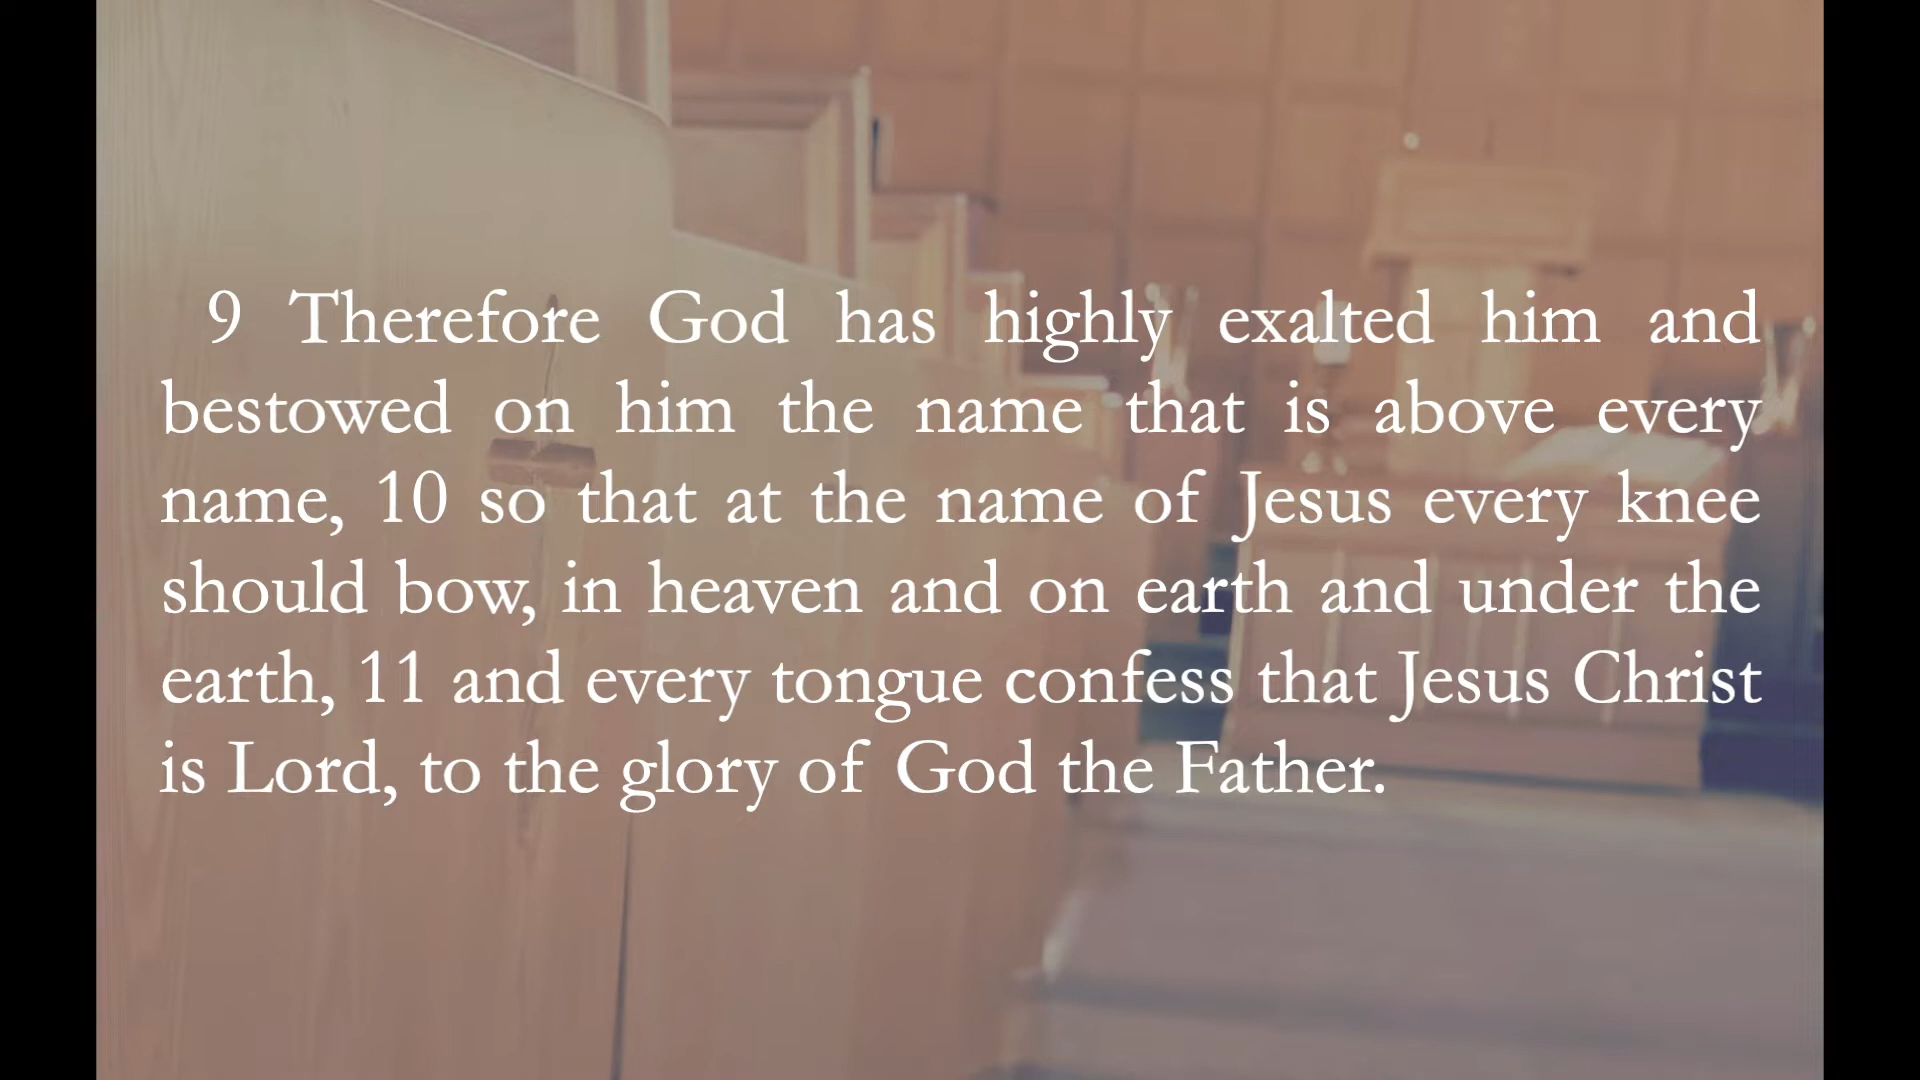 9 Therefore God has highly exalted him and
bestowed on him the name that is above every
name, 10 so that at the name of Jesus every knee
should bow, in heaven and on earth and under the
earth, 11 and every tongue confess that Jesus Christ
is Lord, to the glory of God the Father.